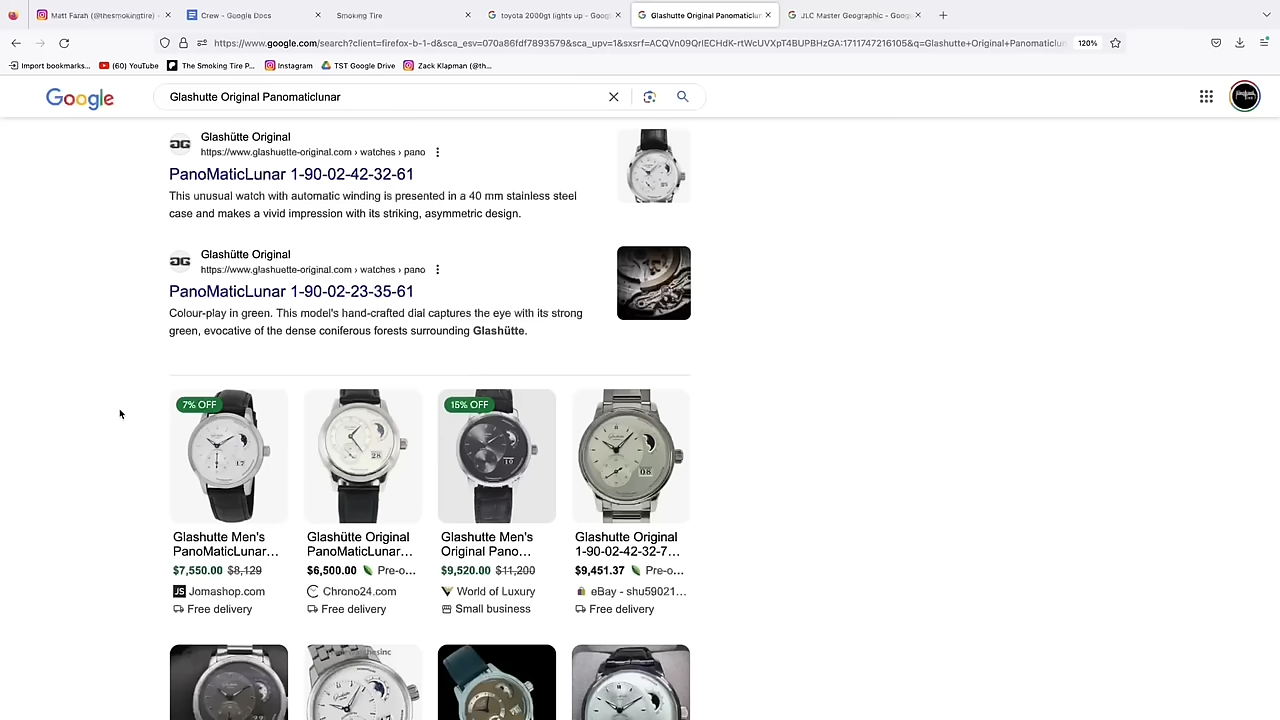 Matt Farah (@thesmokingtire) •
Crew - Google Docs
Smoking Tire
toyota 2000gt lights up - Goog
Glashutte Original Panomaticlun
JLC Master Geographic - Google
https://www.google.com/search?client=firefox-b-1-d&sca_esv=070a86fdf7893579&sca_upv=1&sxsrf=ACQVn09QrIECHdK-rtWcUVXpT4BUPBHzGA:1711747216105&q=Glashutte+Original+Panomaticlun
120%
Import bookmarks...
(60) YouTube
The Smoking Tire P...
Instagram
TST Google Drive
Zack Klapman (@th...
Google
Glashutte Original Panomaticlunar
Glashütte Original
https://www.glashuette-original.com › watches › pano
PanoMaticLunar 1-90-02-42-32-61
This unusual watch with automatic winding is presented in a 40 mm stainless steel
case and makes a vivid impression with its striking, asymmetric design.
Glashütte Original
https://www.glashuette-original.com › watches › pano
PanoMaticLunar 1-90-02-23-35-61
Colour-play in green. This model's hand-crafted dial captures the eye with its strong
green, evocative of the dense coniferous forests surrounding Glashütte.
7% OFF
15% OFF
17
28
19
08
Glashutte Men's
PanoMaticLunar...
$7,550.00 $8,129
JS Jomashop.com
Free delivery
Glashütte Original
PanoMaticLunar...
$6,500.00 Pre-o...
Chrono24.com
Free delivery
Glashutte Men's
Original Pano...
$9,520.00 $11,200
World of Luxury
Small business
Glashutte Original
1-90-02-42-32-7...
$9,451.37 Pre-o...
eBay - shu59021...
Free delivery